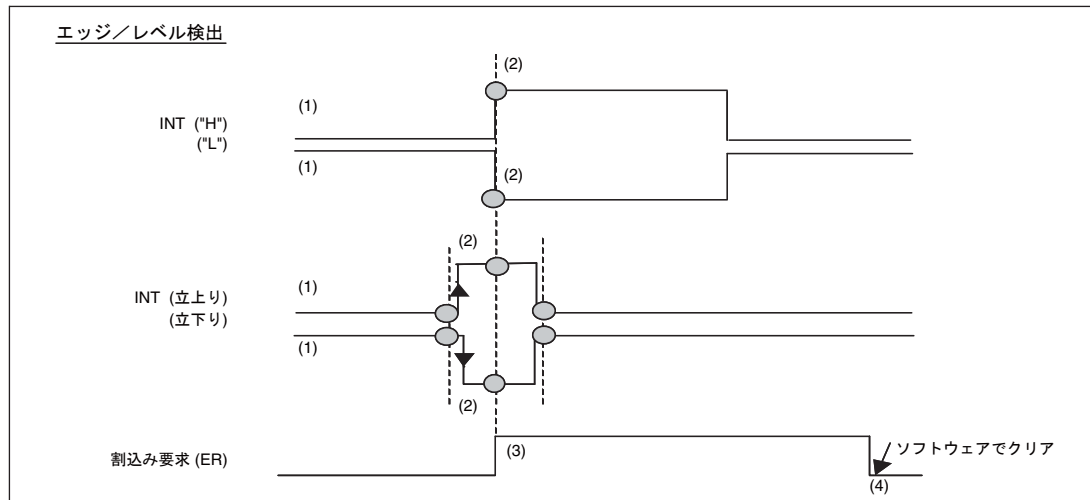 エッジ／レベル検出
(2)
(1)
INT ("H")
("L")
(1)
(2)
(2)
(1)
INT (立上り)
(立下り)
(1)
(2)
割込み要求 (ER)
(3)
ソフトウェアでクリア
(4)